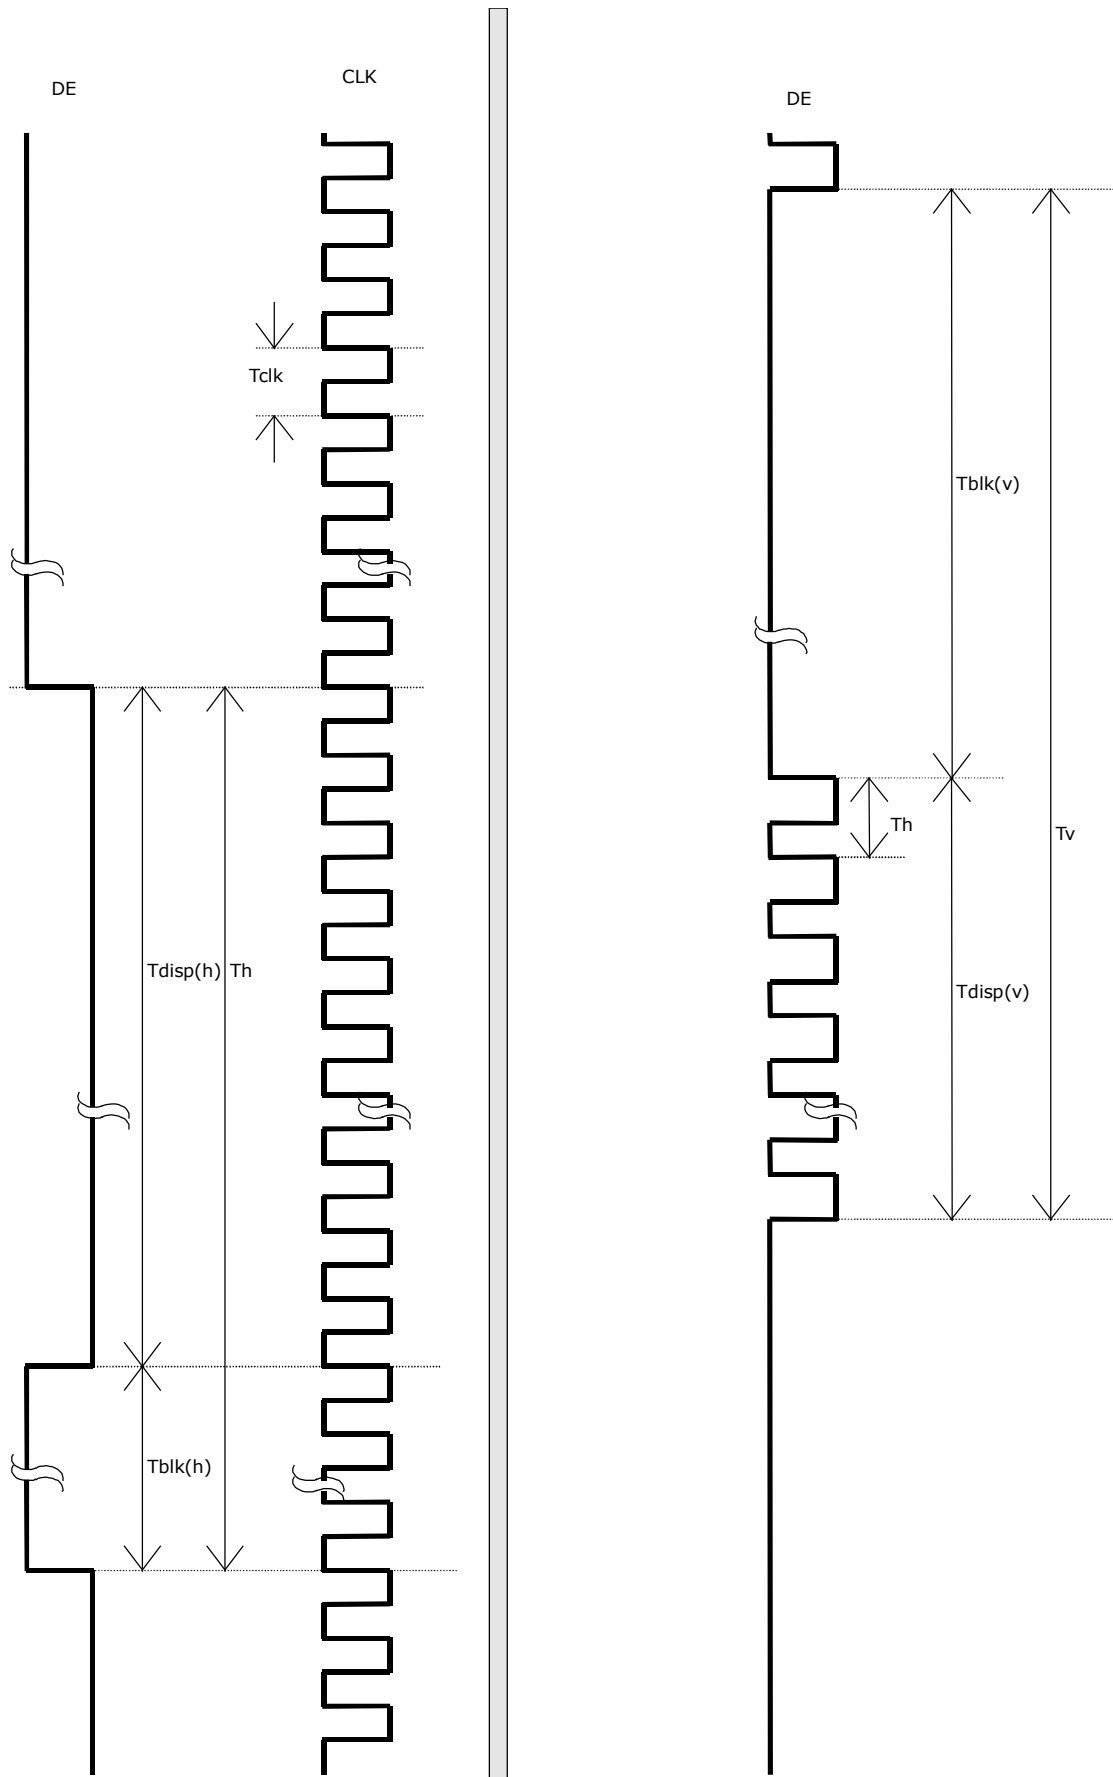 DE
CLK
Tclk
Tdisp(h)
Th
Tblk(h)
DE
Tblk(v)
Th
Tv
Tdisp(v)